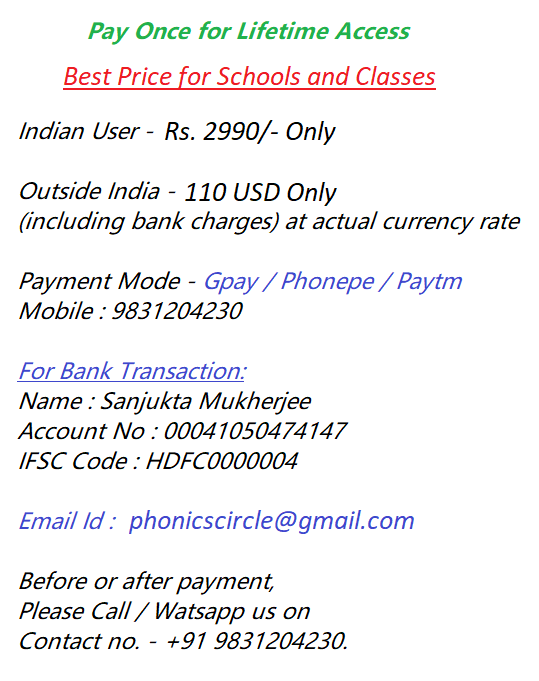 Pay Once for Lifetime Access
Best Price for Schools and Classes
Indian User - Rs. 2990/- Only
Outside India - 110 USD Only
(including bank charges) at actual currency rate
Payment Mode - Gpay / Phonepe / Paytm
Mobile : 9831204230
For Bank Transaction:
Name : Sanjukta Mukherjee
Account No : 00041050474147
IFSC Code : HDFC0000004
Email Id : phonicscircle@gmail.com
Before or after payment,
Please Call / Watsapp us on
Contact no. - +91 9831204230.